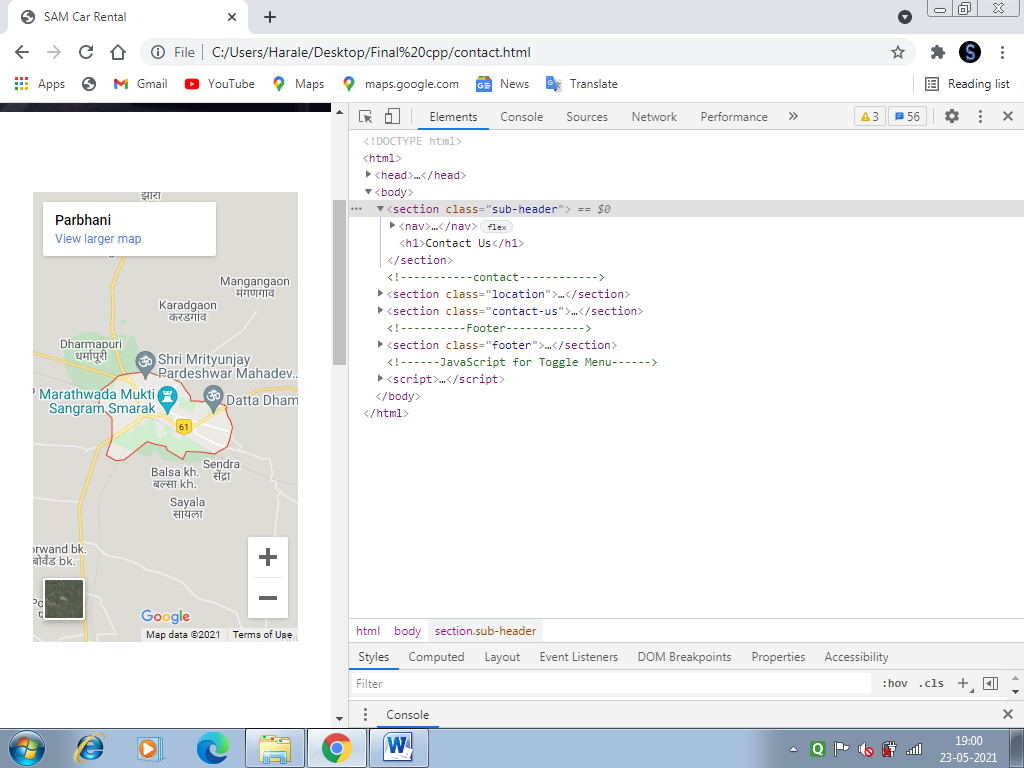 SAM Car Rental
File
C:/Users/Harale/Desktop/Final%20cpp/contact.html
S
Apps
Gmail
YouTube
Maps
maps.google.com
News
Translate
Reading list
Elements
Console
Sources
Network
Performance
3
56
<!DOCTYPE html>
<html>
<head>…</head>
<body>
<section class="sub-header"> == $0
<nav>…</nav> flex
<h1>Contact Us</h1>
</section>
<!-----------contact------------>
<section class="location">…</section>
<section class="contact-us">…</section>
<!----------Footer------------>
<section class="footer">…</section>
<!------JavaScript for Toggle Menu------>
<script>…</script>
</body>
</html>
झारी
Parbhani
View larger map
Mangangaon
मंगणगाव
Karadgaon
करडगांव
Dharmapuri
धर्मापूरी
Shri Mrityunjay
Pardeshwar Mahadev...
Marathwada Mukti
Sangram Smarak
Datta Dham
61
Sendra
सेंद्रा
Balsa kh.
बल्सा kh.
Sayala
सायला
orwand bk.
बोर्वंड bk.
Google
Map data ©2021
Terms of Use
html
body
section.sub-header
Styles
Computed
Layout
Event Listeners
DOM Breakpoints
Properties
Accessibility
Filter
:hov
.cls
Console
19:00
23-05-2021